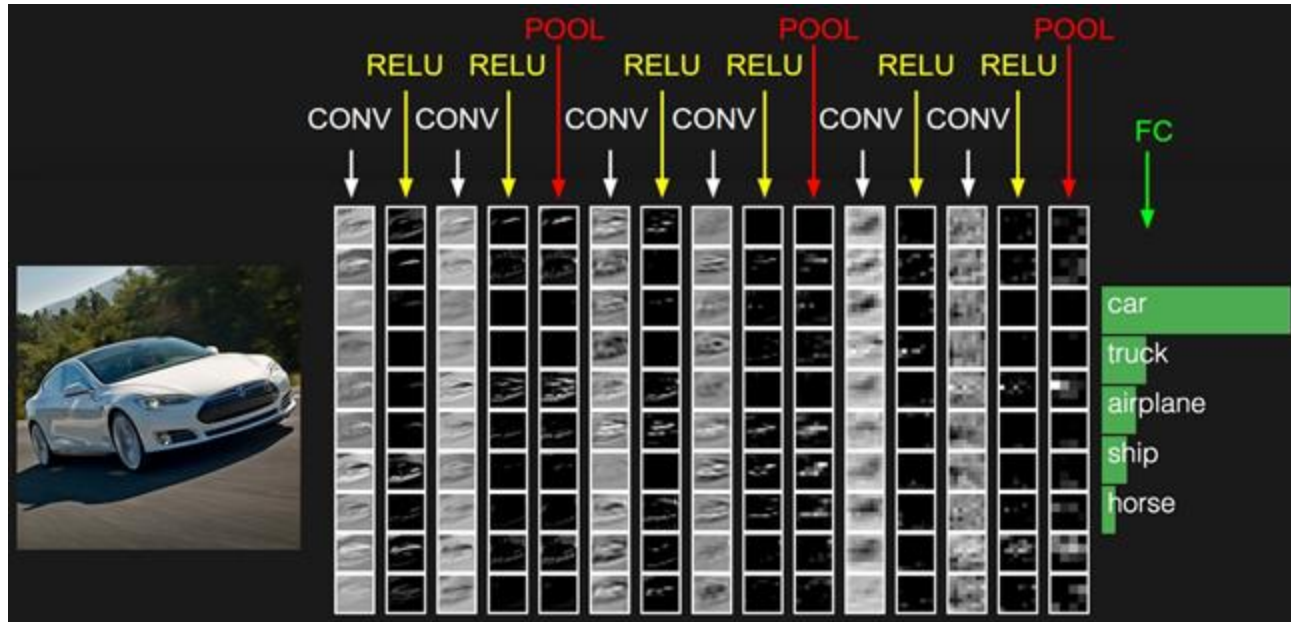 POOL POOL POOL
RELU RELU RELU RELU RELU RELU
CONV CONV CONV CONV CONV CONV
FC
car
truck
airplane
ship
horse